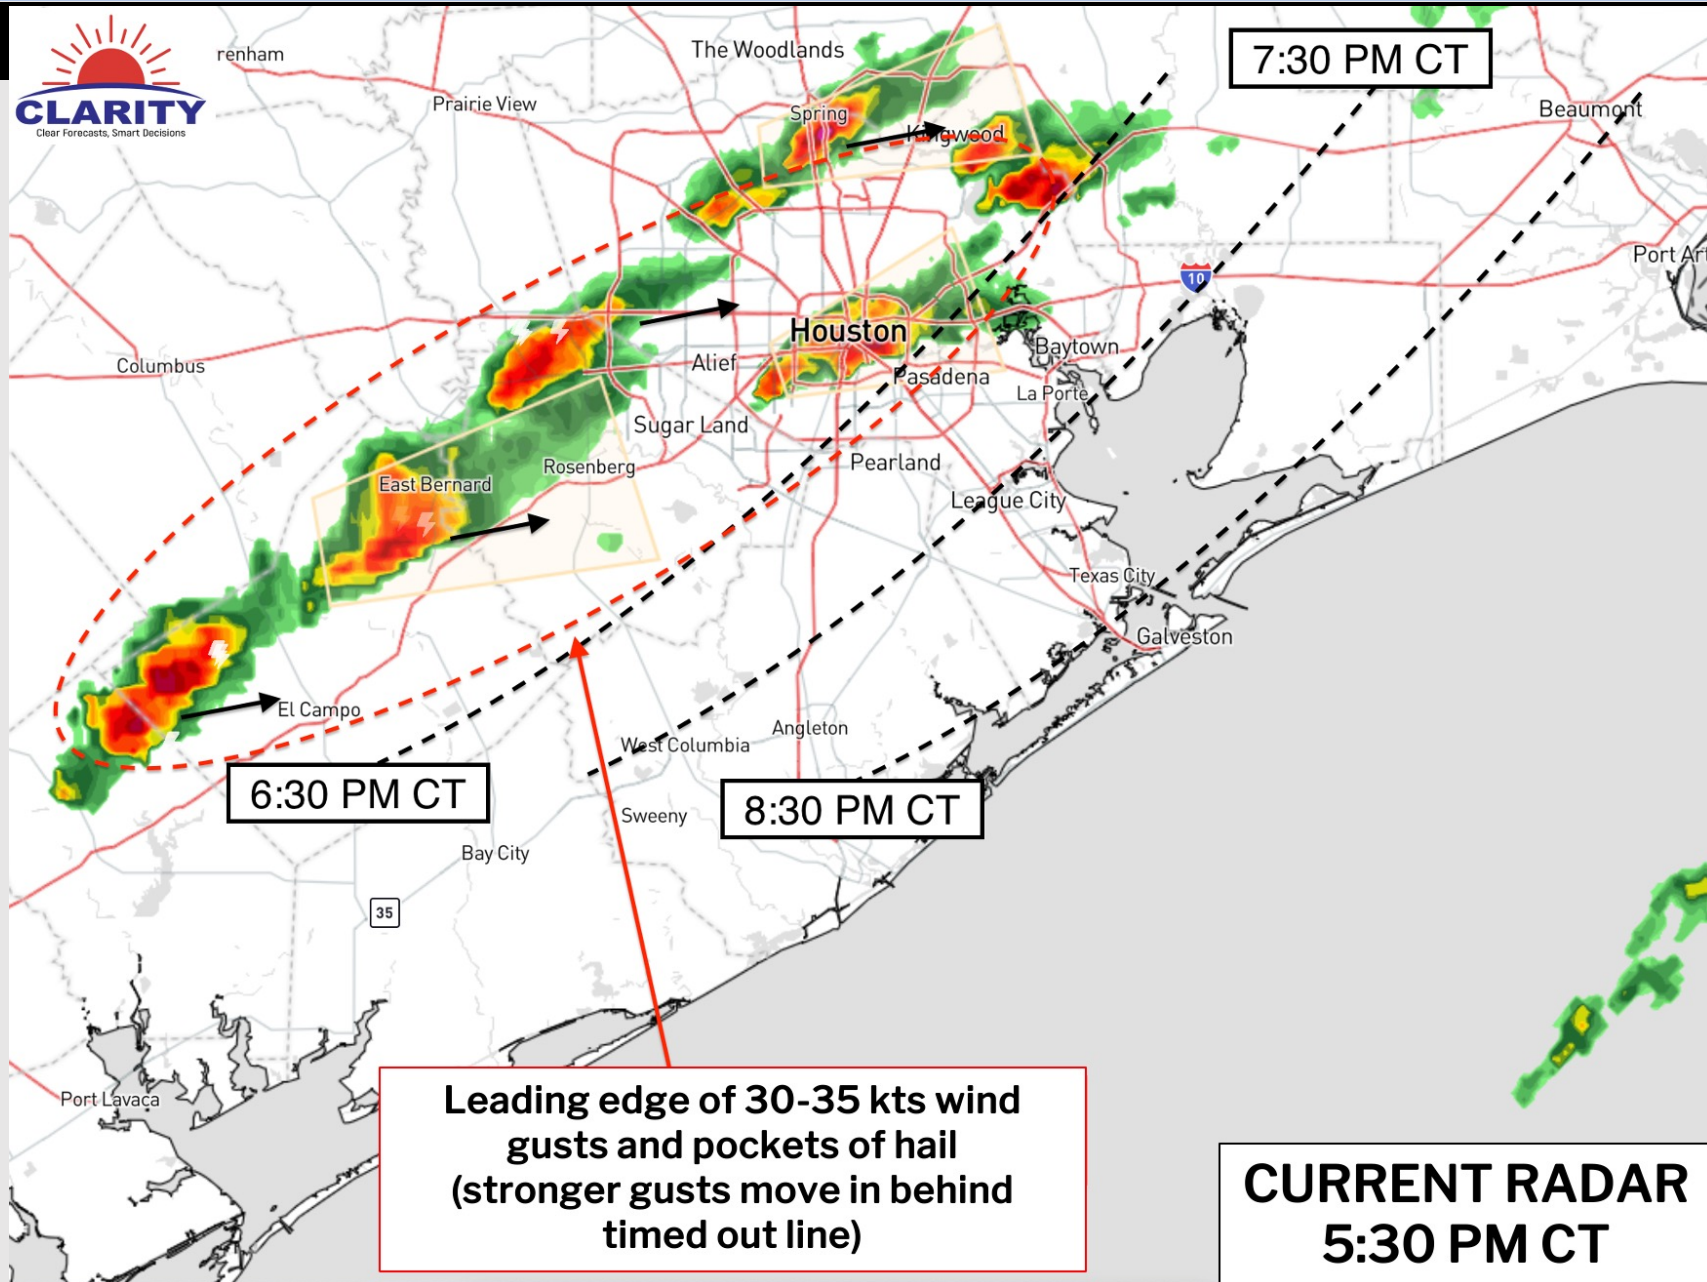 CLARITY
Clear Forecasts, Smart Decisions
renham
The Woodlands
7:30 PM CT
Prairie View
Spring
Beaumont
Kingwood
Port Ar
10
Houston
Columbus
Alief
Baytown
Pasadena
La Porte
Sugar Land
Rosenberg
Pearland
East Bernard
League City
Texas City
Galveston
El Campo
Angleton
West Columbia
6:30 PM CT
8:30 PM CT
Sweeny
Bay City
35
Port Lavaca
Leading edge of 30-35 kts wind
gusts and pockets of hail
(stronger gusts move in behind
timed out line)
CURRENT RADAR
5:30 PM CT